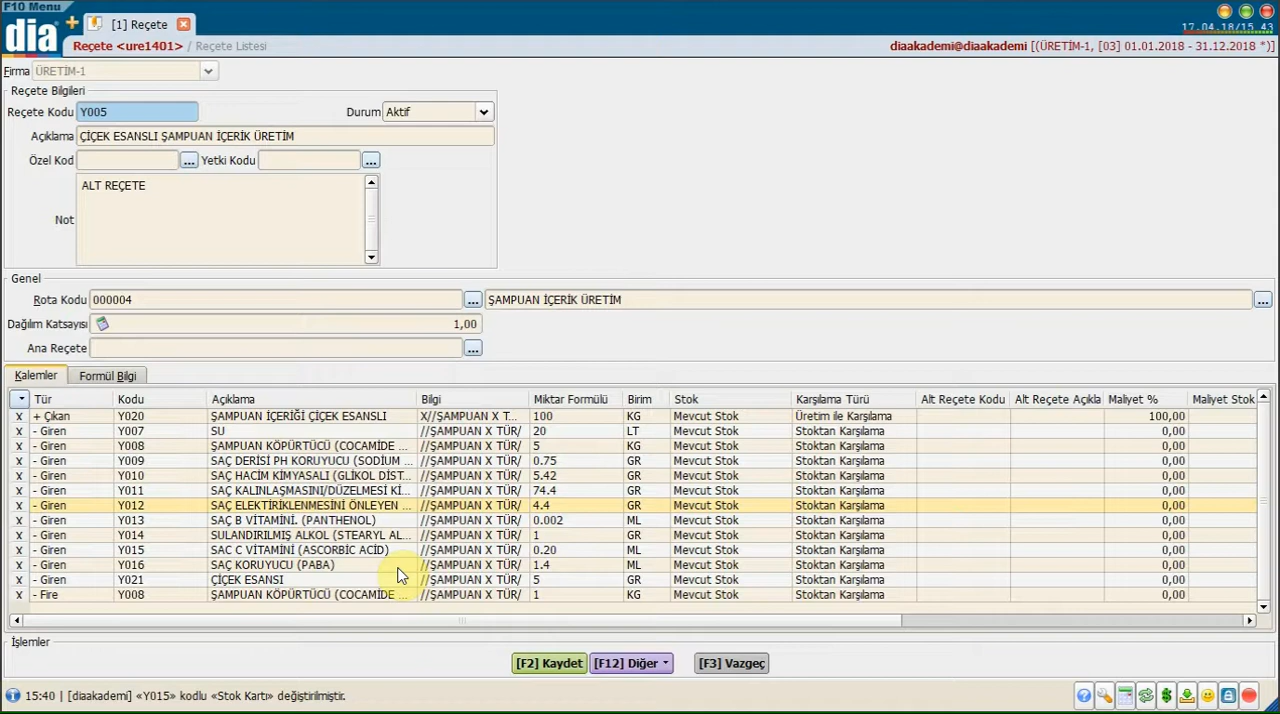 F10 Menu
dia
[1] Reçete
17.04.18/15 43
Reçete <ure1401> / Reçete Listesi
diaakademi@diaakademi [(ÜRETİM-1, [03] 01.01.2018 - 31.12.2018 *)]
Firma ÜRETİM-1
Reçete Bilgileri
Reçete Kodu Y005 Durum Aktif
Açıklama ÇİÇEK ESANSLI ŞAMPUAN İÇERİK ÜRETİM
Özel Kod ... Yetki Kodu ...
Not ALT REÇETE
Genel
Rota Kodu 000004 ... ŞAMPUAN İÇERİK ÜRETİM ...
Dağılım Katsayısı 1,00
Ana Reçete ...
Kalemler Formül Bilgi
Tür Kodu Açıklama Bilgi Miktar Formülü Birim Stok Karşılama Türü Alt Reçete Kodu Alt Reçete Açıkla Maliyet % Maliyet Stok
x + Çıkan Y020 ŞAMPUAN İÇERİĞİ ÇİÇEK ESANSLI X//ŞAMPUAN X T... 100 KG Mevcut Stok Üretim ile Karşılama 100,00
x - Giren Y007 SU //ŞAMPUAN X TÜR/ 20 LT Mevcut Stok Stoktan Karşılama 0,00
x - Giren Y008 ŞAMPUAN KÖPÜRTÜCÜ (COCAMİDE ... //ŞAMPUAN X TÜR/ 5 KG Mevcut Stok Stoktan Karşılama 0,00
x - Giren Y009 SAÇ DERİSİ PH KORUYUCU (SODIUM ... //ŞAMPUAN X TÜR/ 0.75 GR Mevcut Stok Stoktan Karşılama 0,00
x - Giren Y010 SAÇ HACİM KİMYASALI (GLİKOL DİST... //ŞAMPUAN X TÜR/ 5.42 GR Mevcut Stok Stoktan Karşılama 0,00
x - Giren Y011 SAÇ KALINLAŞMASINI/DÜZELMESİ Kİ... //ŞAMPUAN X TÜR/ 74.4 GR Mevcut Stok Stoktan Karşılama 0,00
x - Giren Y012 SAÇ ELEKTİRİKLENMESİNİ ÖNLEYEN ... //ŞAMPUAN X TÜR/ 4.4 GR Mevcut Stok Stoktan Karşılama 0,00
x - Giren Y013 SAÇ B VİTAMİNİ. (PANTHENOL) //ŞAMPUAN X TÜR/ 0.002 ML Mevcut Stok Stoktan Karşılama 0,00
x - Giren Y014 SULANDIRILMIŞ ALKOL (STEARYL AL... //ŞAMPUAN X TÜR/ 1 GR Mevcut Stok Stoktan Karşılama 0,00
x - Giren Y015 SAC C VİTAMİNİ (ASCORBİC ACİD) //ŞAMPUAN X TÜR/ 0.20 ML Mevcut Stok Stoktan Karşılama 0,00
x - Giren Y016 SAÇ KORUYUCU (PABA) //ŞAMPUAN X TÜR/ 1.4 ML Mevcut Stok Stoktan Karşılama 0,00
x - Giren Y021 ÇİÇEK ESANSI //ŞAMPUAN X TÜR/ 5 GR Mevcut Stok Stoktan Karşılama 0,00
x - Fire Y008 ŞAMPUAN KÖPÜRTÜCÜ (COCAMİDE ... //ŞAMPUAN X TÜR/ 1 KG Mevcut Stok Stoktan Karşılama 0,00
İşlemler
[F2] Kaydet [F12] Diğer [F3] Vazgeç
15:40 | [diaakademi] «Y015» kodlu «Stok Kartı» değiştirilmiştir.